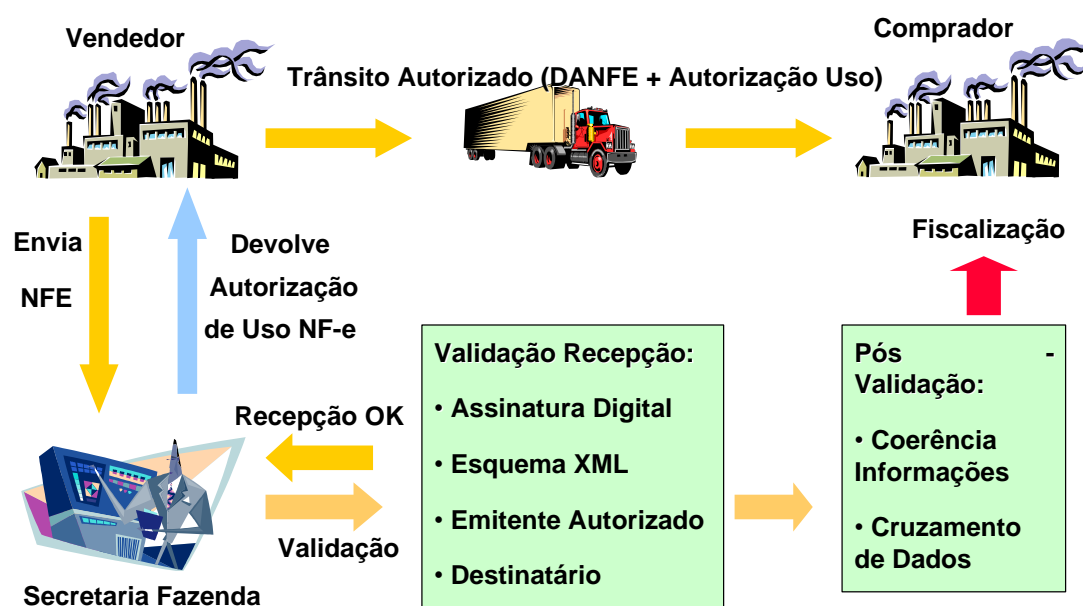 Vendedor
Comprador
Trânsito Autorizado (DANFE + Autorização Uso)
Envia
NFE
Devolve
Autorização
de Uso NF-e
Fiscalização
Validação Recepção:
• Assinatura Digital
• Esquema XML
• Emitente Autorizado
• Destinatário
Pós -
Validação:
• Coerência
Informações
• Cruzamento
de Dados
Recepção OK
Validação
Secretaria Fazenda